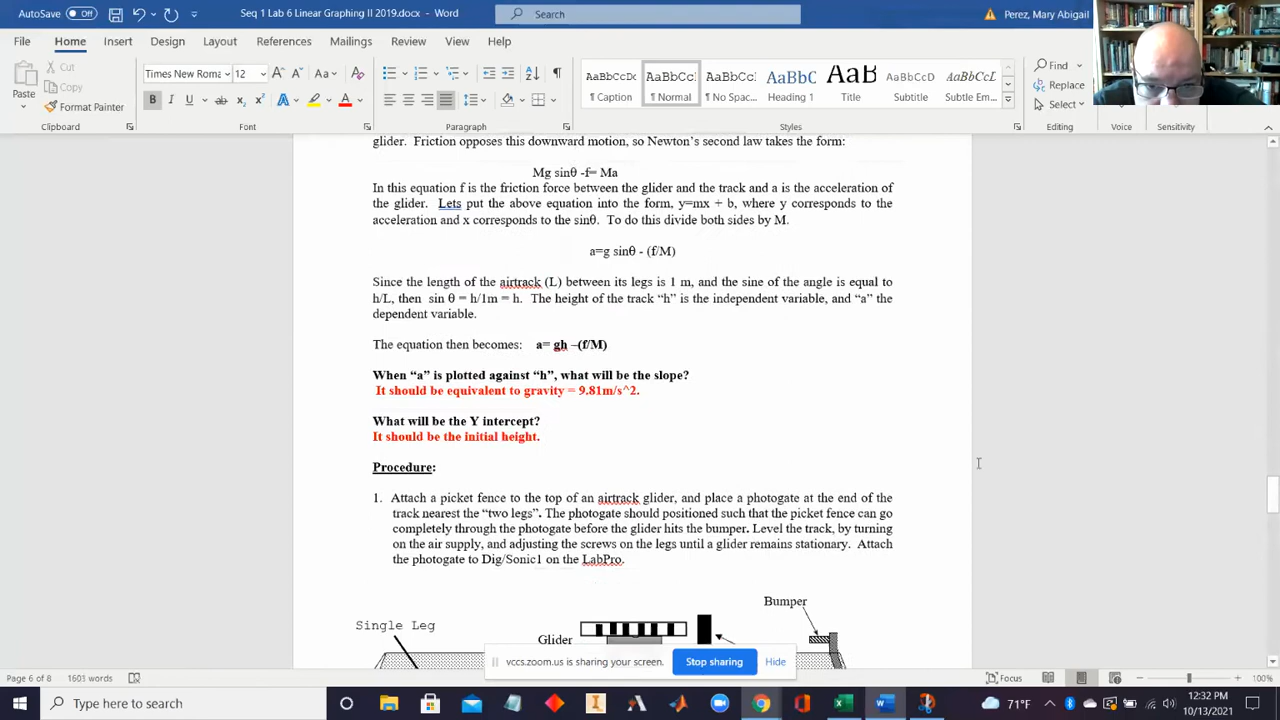 AutoSave Off Seq 1 Lab 6 Linear Graphing II 2019.docx Search Perez, Mary Abigail
File Home Insert Draw Design Layout References Mailings Review View Help
Paste Cut Copy Format Painter
Times New Roma 12
AaBbCcDc AaBbCc AaBbCc AaBbC AaB AaBbCcD AaBbCcD
¶ Caption ¶ Normal ¶ No Spac... Heading 1 Title Subtitle Subtle Em...
Find Replace Select
Clipboard Font Paragraph Styles Editing Voice Sensitivity
glider. Friction opposes this downward motion, so Newton's second law takes the form:
Mg sinθ -f= Ma
In this equation f is the friction force between the glider and the track and a is the acceleration of
the glider. Lets put the above equation into the form, y=mx + b, where y corresponds to the
acceleration and x corresponds to the sinθ. To do this divide both sides by M.
a=g sinθ - (f/M)
Since the length of the airtrack (L) between its legs is 1 m, and the sine of the angle is equal to
h/L, then sin θ = h/1m = h. The height of the track "h" is the independent variable, and "a" the
dependent variable.
The equation then becomes: a= gh –(f/M)
When "a" is plotted against "h", what will be the slope?
It should be equivalent to gravity = 9.81m/s^2.
What will be the Y intercept?
It should be the initial height.
Procedure:
1. Attach a picket fence to the top of an airtrack glider, and place a photogate at the end of the
track nearest the "two legs". The photogate should positioned such that the picket fence can go
completely through the photogate before the glider hits the bumper. Level the track, by turning
on the air supply, and adjusting the screws on the legs until a glider remains stationary. Attach
the photogate to Dig/Sonic1 on the LabPro.
Bumper
Single Leg
Glider
vccs.zoom.us is sharing your screen. Stop sharing Hide
Page 6 of 8 1603 words Focus 100%
Type here to search 71°F 12:32 PM
10/13/2021